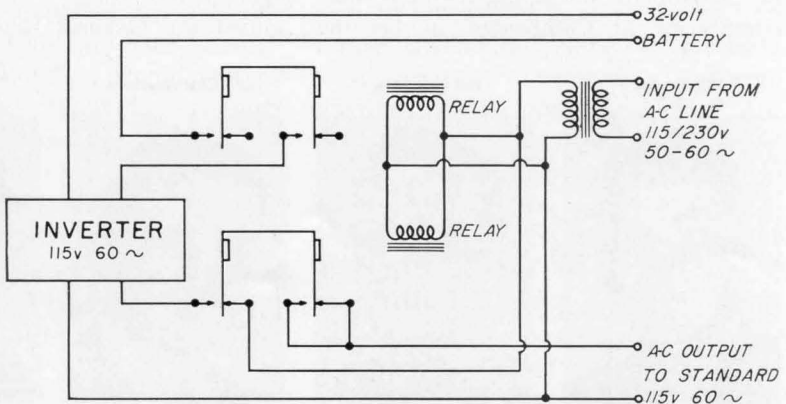 32-volt
BATTERY
RELAY
INPUT FROM
A-C LINE
115/230v
50-60 ~
INVERTER
115v 60 ~
RELAY
A-C OUTPUT
TO STANDARD
115v 60 ~